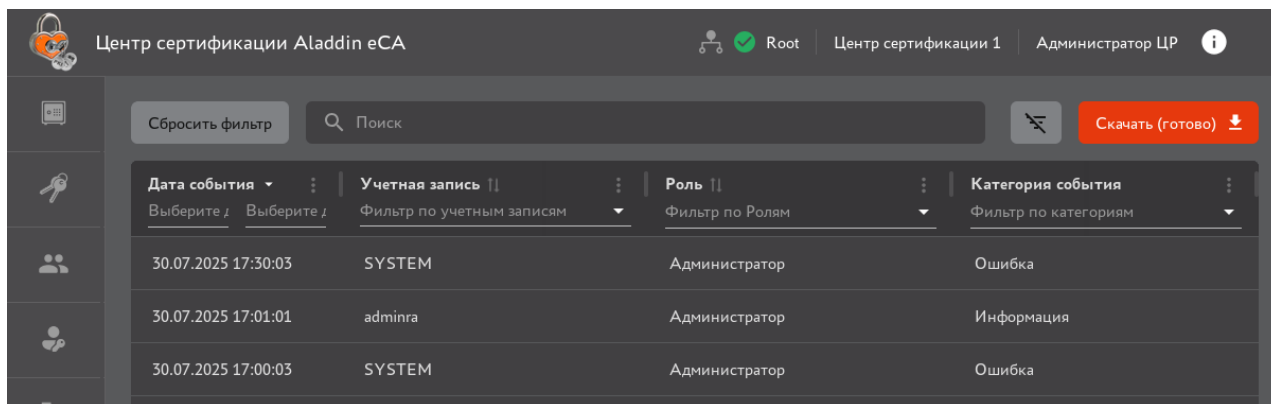 Центр сертификации Aladdin eCA
Root Центр сертификации 1 Администратор ЦР
Сбросить фильтр Поиск Скачать (готово)
Дата события Учетная запись Роль Категория события
Выберите Выберите Фильтр по учетным записям Фильтр по Ролям Фильтр по категориям
30.07.2025 17:30:03 SYSTEM Администратор Ошибка
30.07.2025 17:01:01 adminra Администратор Информация
30.07.2025 17:00:03 SYSTEM Администратор Ошибка